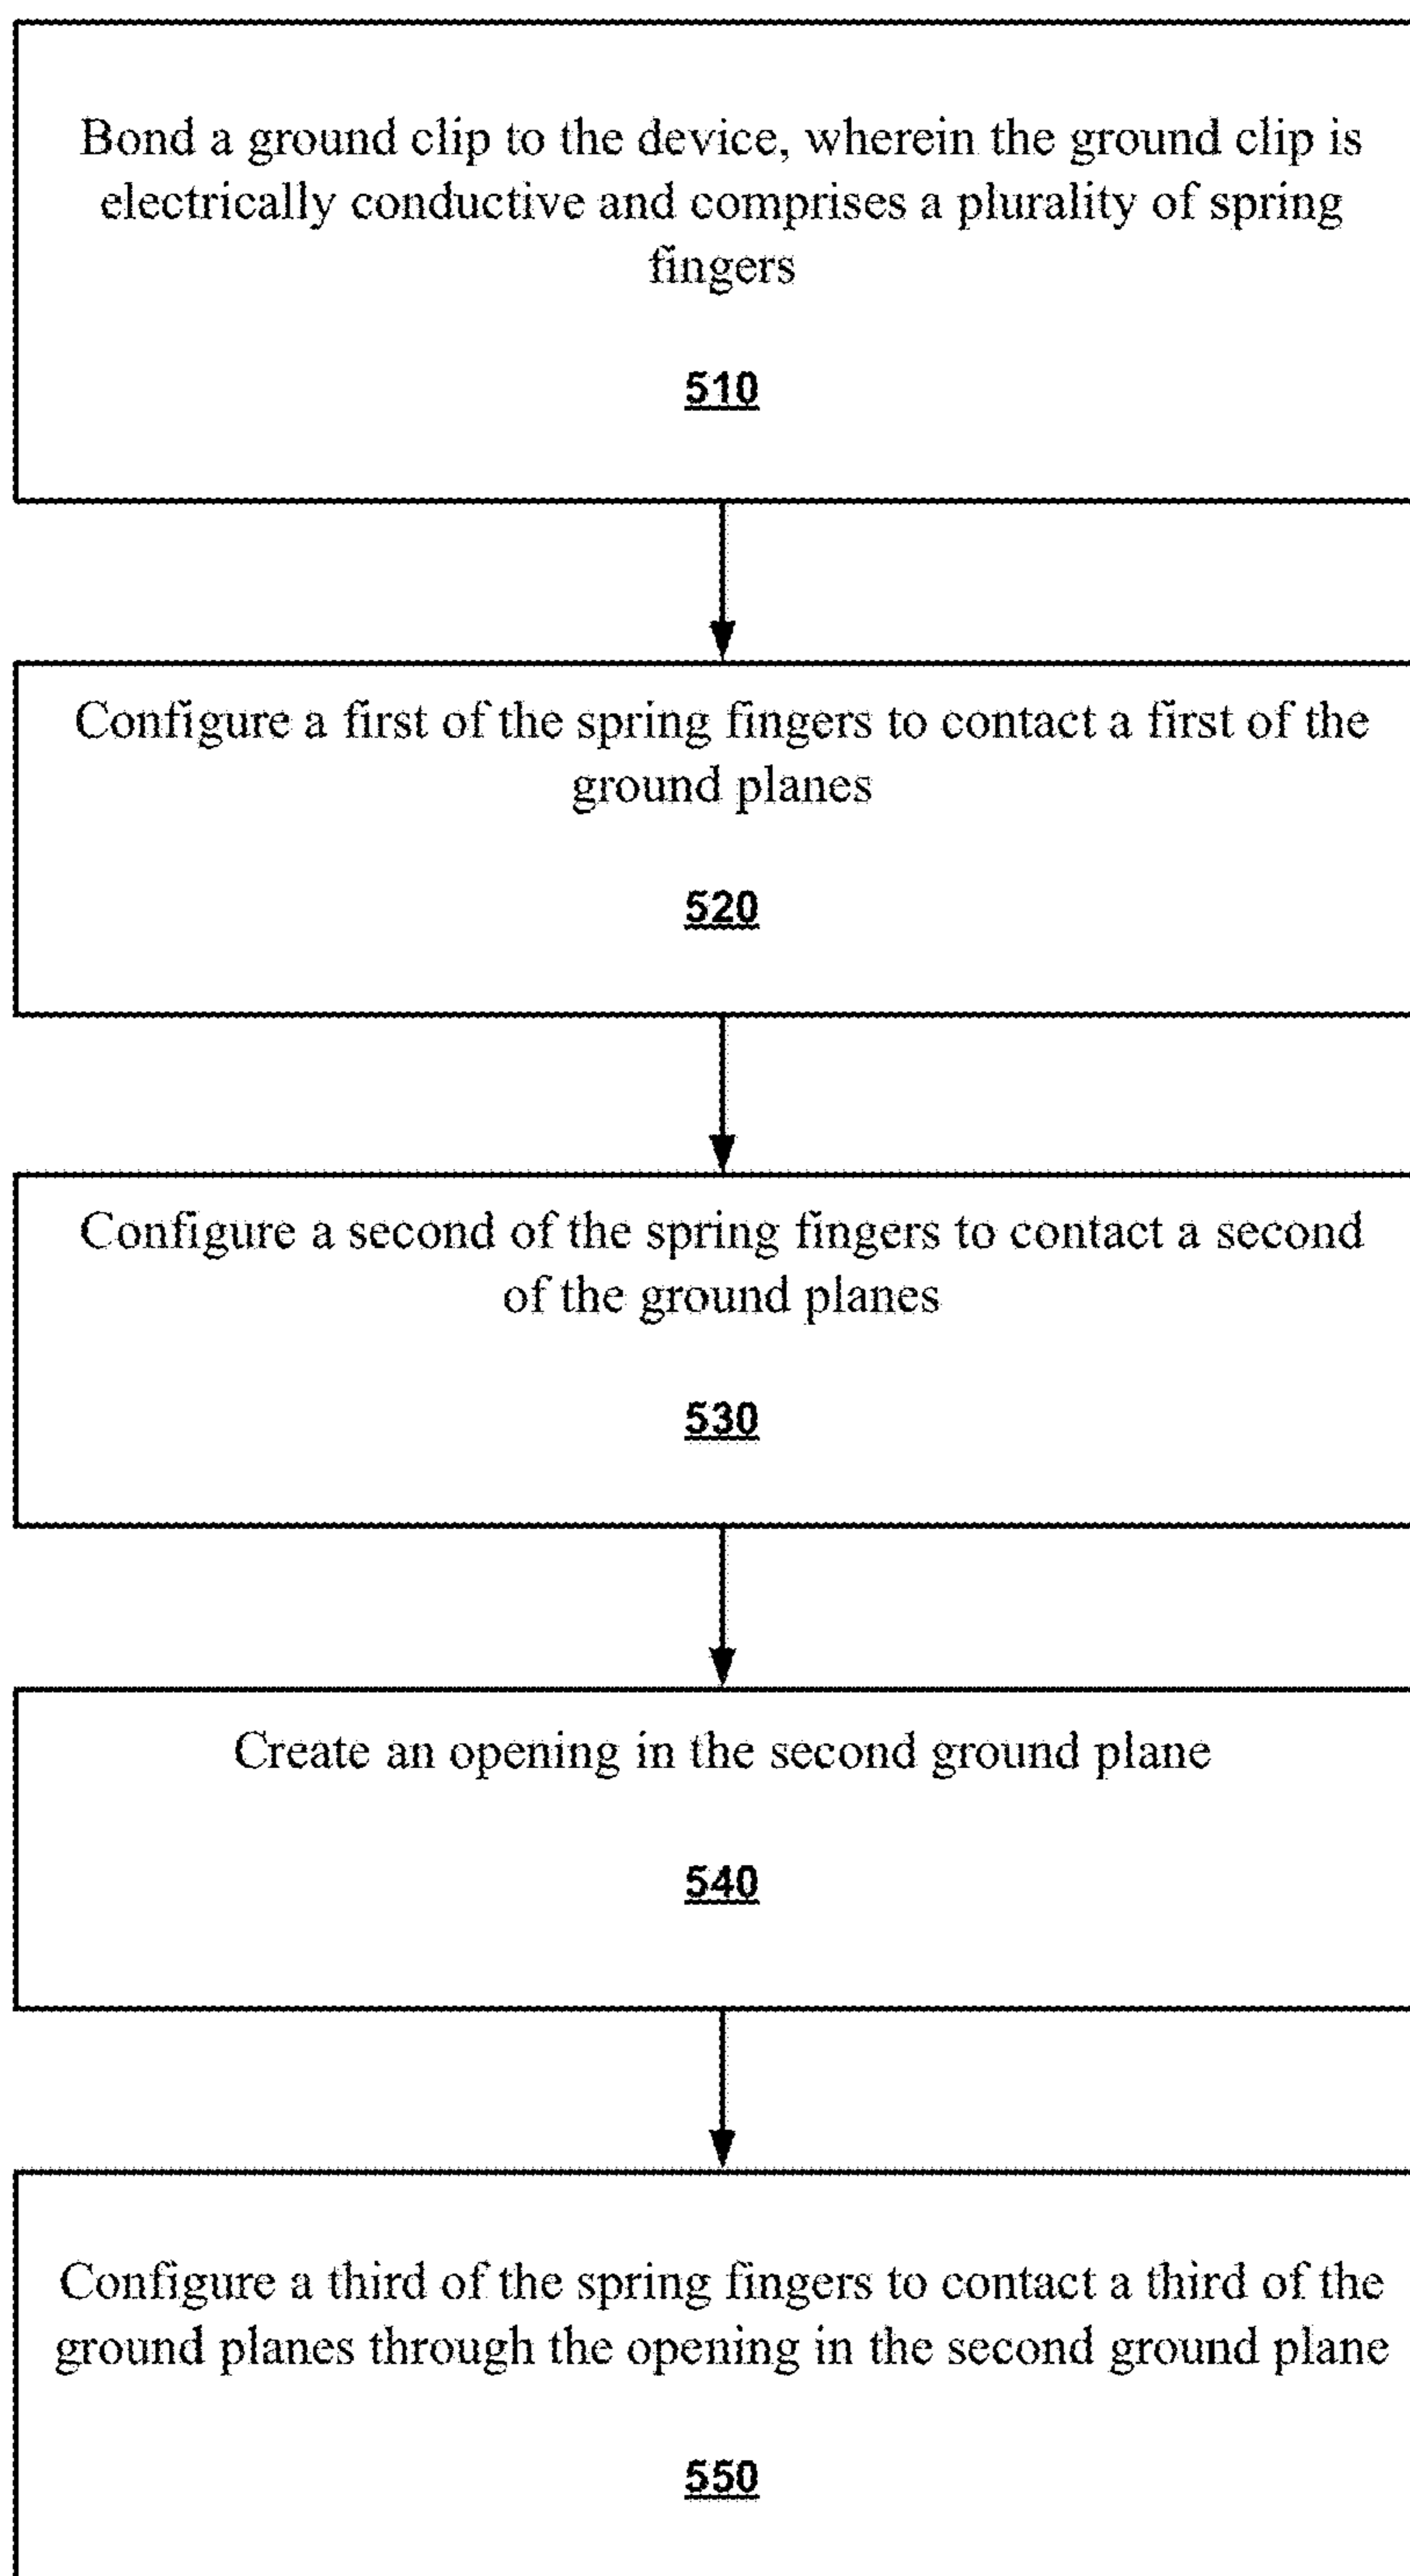 Bond a ground clip to the device, wherein the ground clip is
electrically conductive and comprises a plurality of spring
fingers
510
Configure a first of the spring fingers to contact a first of the
ground planes
520
Configure a second of the spring fingers to contact a second
of the ground planes
530
Create an opening in the second ground plane
540
Configure a third of the spring fingers to contact a third of the
ground planes through the opening in the second ground plane
550